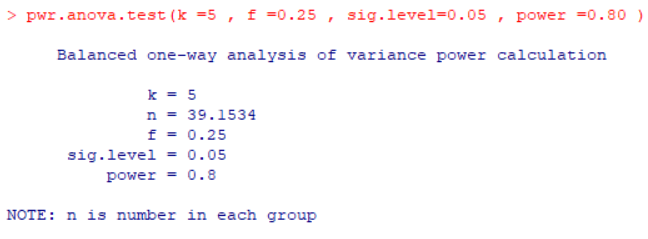 > pwr.anova.test(k =5 , f =0.25 , sig.level=0.05 , power =0.80 )
Balanced one-way analysis of variance power calculation
k = 5
n = 39.1534
f = 0.25
sig.level = 0.05
power = 0.8
NOTE: n is number in each group